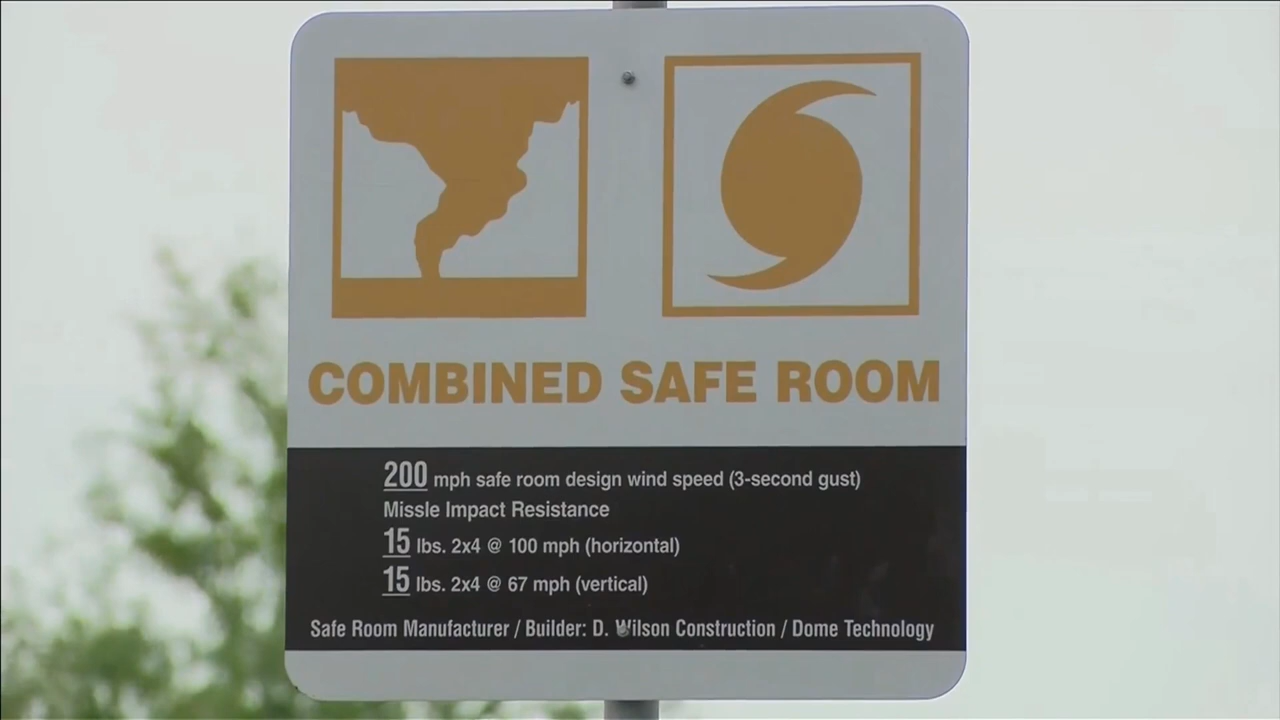 COMBINED SAFE ROOM
200 mph safe room design wind speed (3-second gust)
Missle Impact Resistance
15 lbs. 2x4 @ 100 mph (horizontal)
15 lbs. 2x4 @ 67 mph (vertical)
Safe Room Manufacturer / Builder: D. Wilson Construction / Dome Technology